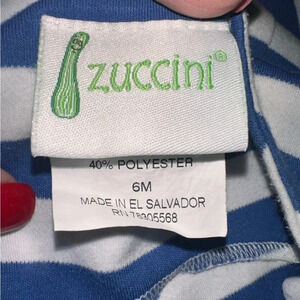 zuccini®
40% POLYESTER
6M
MADE IN EL SALVADOR